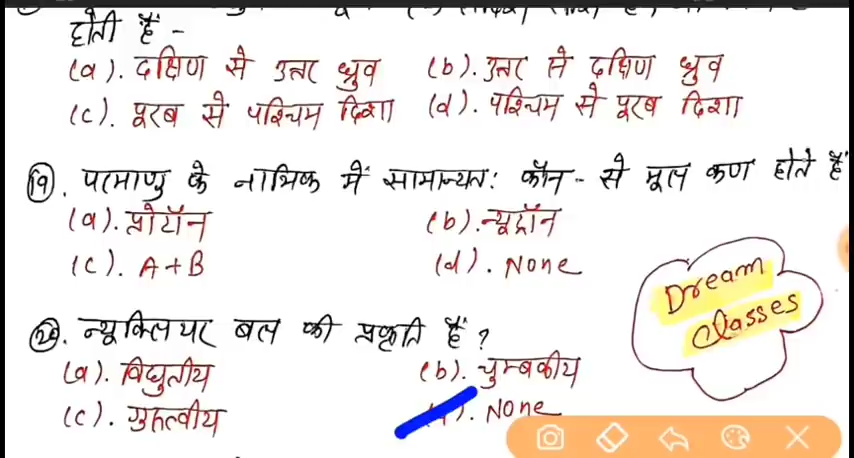 होती हैं -
(a). दक्षिण से उत्तर ध्रुव (b). उत्तर से दक्षिण ध्रुव
(c). पूरब से पश्चिम दिशा (d). पश्चिम से पूरब दिशा
(19). परमाणु के नाभिक में सामान्यतः कौन - से मूल कण होते हैं
(a). प्रोटॉन (b). न्यूट्रॉन
(c). A+B (d). None
(20). न्यूक्लियर बल की प्रकृति हैं ?
(a). विद्युतीय (b). चुम्बकीय
(c). गुरुत्वीय (d). None
Dream
Classes